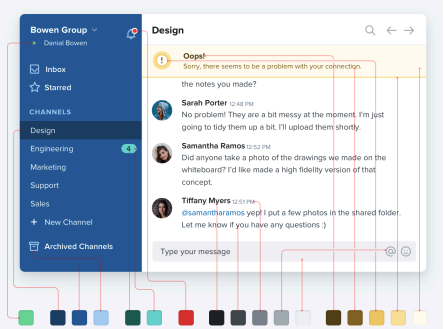 Bowen Group
Danial Bowen
Inbox
Starred
CHANNELS
Design
Engineering 4
Marketing
Support
Sales
+ New Channel
Archived Channels
Design
Oops!
Sorry, there seems to be a problem with your connection.
the notes you made?
Sarah Porter 12:48 PM
No problem! They are a bit messy at the moment. I'm just
going to tidy them up a bit. I'll upload them shortly.
Samantha Ramos 12:52 PM
Did anyone take a photo of the drawings we made on the
whiteboard? I'd like made a high fidelity version of that
concept.
Tiffany Myers 12:51 PM
@samantharamos yep! I put a few photos in the shared folder.
Let me know if you have any questions :)
Type your message